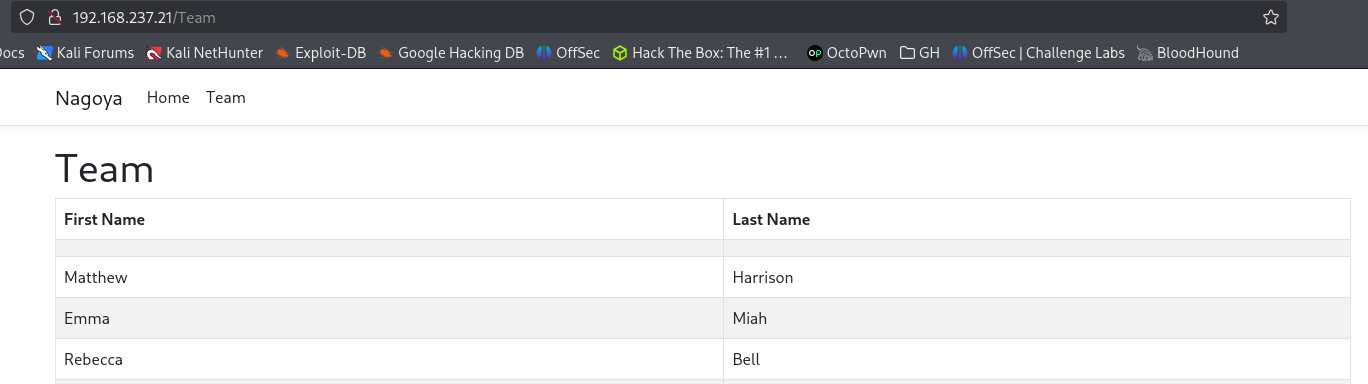 192.168.237.21/Team
Docs Kali Forums Kali NetHunter Exploit-DB Google Hacking DB OffSec Hack The Box: The #1 … OctoPwn GH OffSec | Challenge Labs BloodHound
Nagoya Home Team
Team
First Name Last Name
Matthew Harrison
Emma Miah
Rebecca Bell